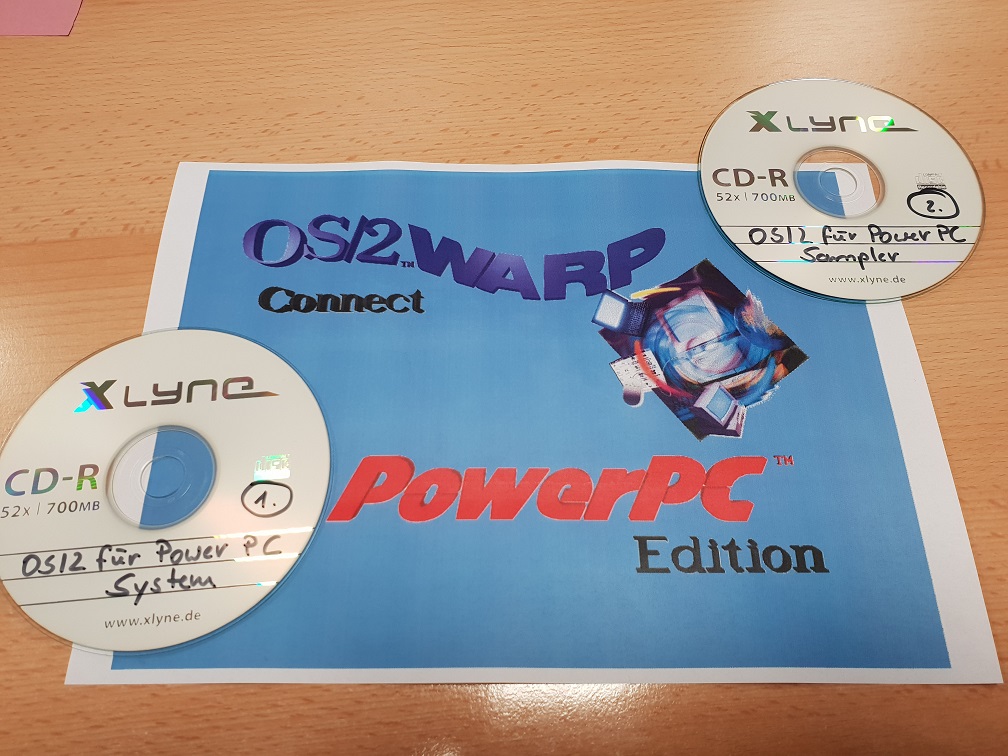 XLYNE
CD-R
52x | 700MB
2.
OS/2 für Power PC
Sampler
www.xlyne.de
OS/2™ WARP
Connect
PowerPC™
Edition
XLYNE
CD-R
52x | 700MB
1.
OS/2 für Power PC
System
www.xlyne.de